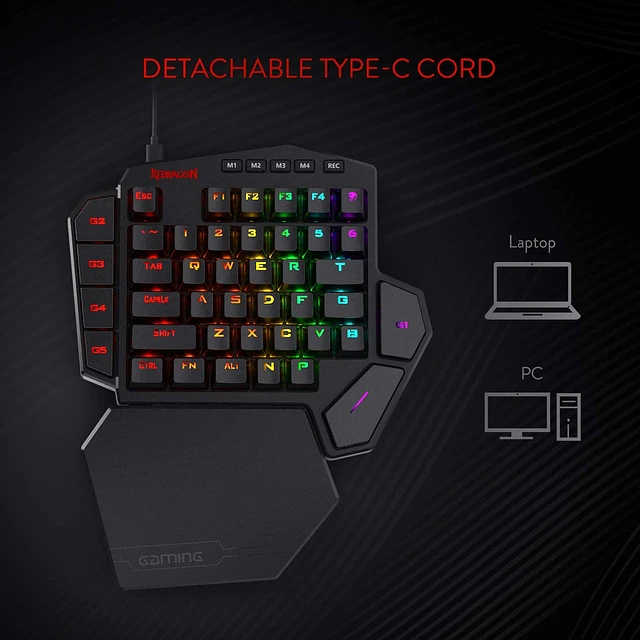 DETACHABLE TYPE-C CORD
M1 M2 M3 M4 REC
REDRAGON
ESC F1 F2 F3 F4
G2
~ 1 2 3 4 5 6
Laptop
G3
TAB Q W E R T
G4
CAPSLK A S D F G
G1
SHIFT Z X C V B
G5
CTRL FN ALT N P
PC
GAMING